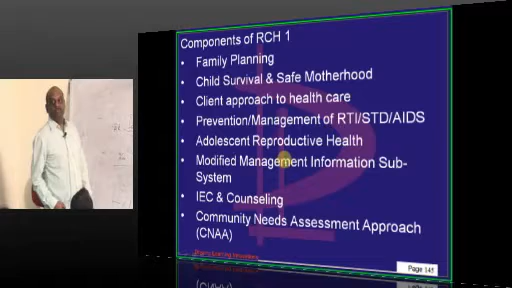 Components of RCH 1
• Family Planning
• Child Survival & Safe Motherhood
• Client approach to health care
• Prevention/Management of RTI/STD/AIDS
• Adolescent Reproductive Health
• Modified Management Information Sub-
System
• IEC & Counseling
• Community Needs Assessment Approach
(CNAA)
Page 141